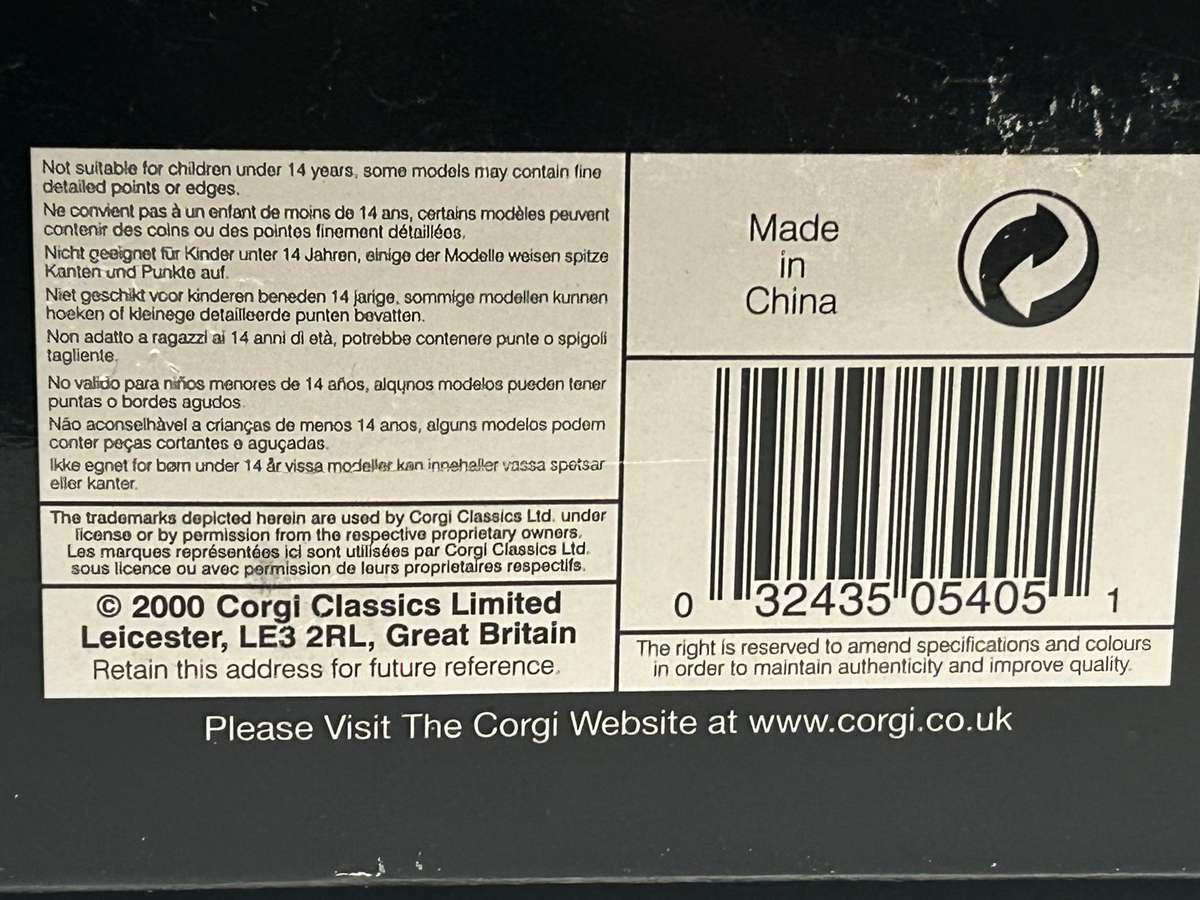 Not suitable for children under 14 years, some models may contain fine
detailed points or edges.
Ne convient pas à un enfant de moins de 14 ans, certains modèles peuvent
contenir des coins ou des pointes finement détaillées,
Nicht geeignet für Kinder unter 14 Jahren, einige der Modelle weisen spitze
Kanten und Punkte auf.
Niet geschikt voor kinderen beneden 14 jarige, sommige modellen kunnen
hoeken of kleinege detailleerde punten bevatten.
Non adatto a ragazzi ai 14 anni di età, potrebbe contenere punte o spigoli
tagliente.
No valido para niños menores de 14 años, alqunos modelos pueden tener
puntas o bordes agudos.
Não aconselhàvel a crianças de menos 14 anos, alguns modelos podem
conter peças cortantes e aguçadas.
Ikke egnet for børn under 14 år vissa modeller kan innehaller vassa spetsar
eller kanter.
The trademarks depicted herein are used by Corgi Classics Ltd. under
license or by permission from the respective proprietary owners.
Les marques représentées ici sont utilisées par Corgi Classics Ltd.
sous licence ou avec permission de leurs proprietaires respectifs.
© 2000 Corgi Classics Limited
Leicester, LE3 2RL, Great Britain
Retain this address for future reference.
Made
in
China
0 32435 05405 1
The right is reserved to amend specifications and colours
in order to maintain authenticity and improve quality.
Please Visit The Corgi Website at www.corgi.co.uk